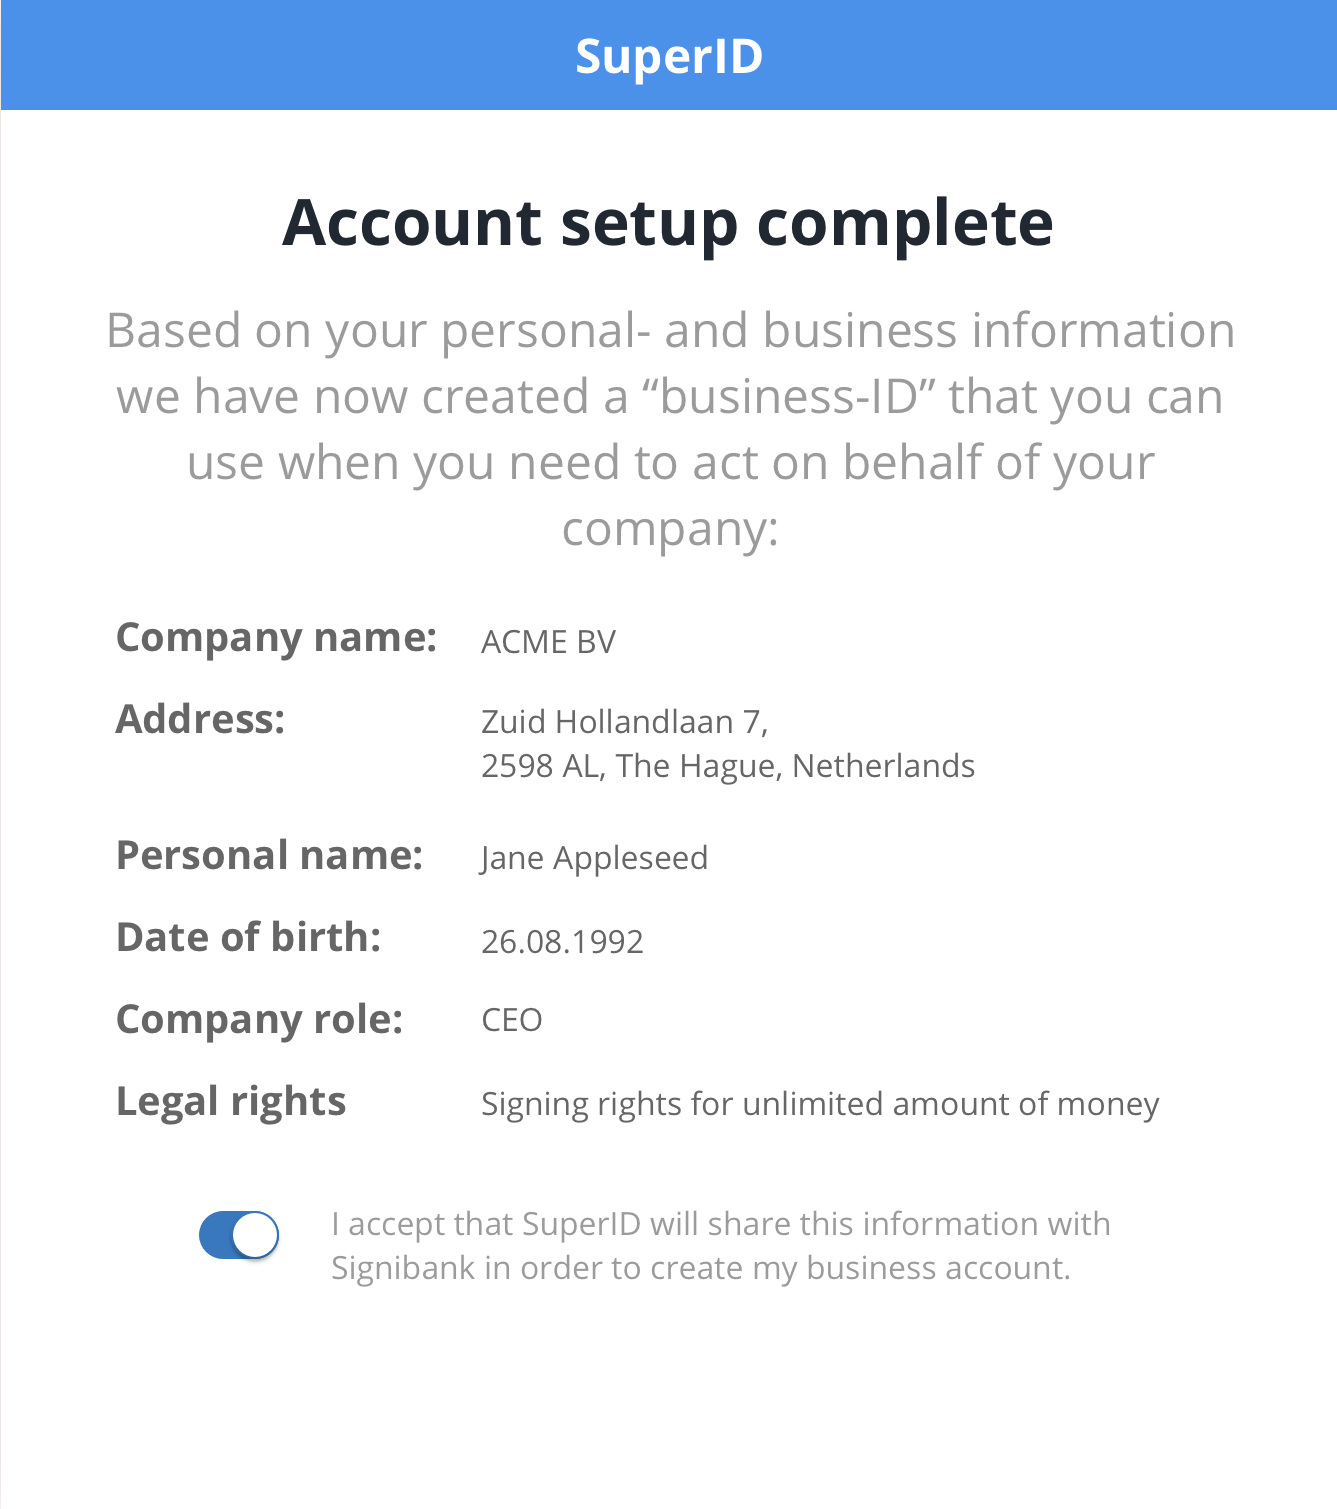 SuperID
Account setup complete
Based on your personal- and business information
we have now created a “business-ID” that you can
use when you need to act on behalf of your
company:
Company name: ACME BV
Address: Zuid Hollandlaan 7,
2598 AL, The Hague, Netherlands
Personal name: Jane Appleseed
Date of birth: 26.08.1992
Company role: CEO
Legal rights Signing rights for unlimited amount of money
I accept that SuperID will share this information with
Signibank in order to create my business account.